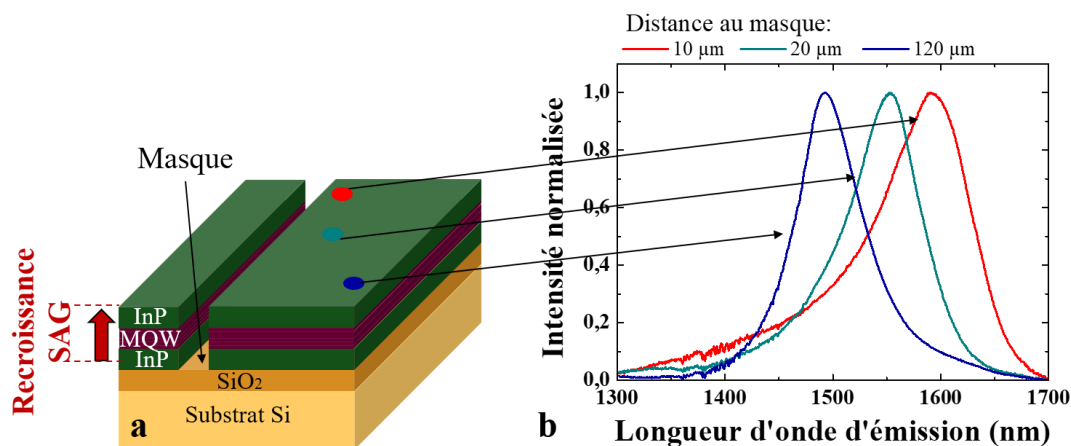 Masque
Recroissance
SAG
InP
MQW
InP
SiO₂
Substrat Si
a
Distance au masque:
10 µm
20 µm
120 µm
Intensité normalisée
1,0
0,8
0,6
0,4
0,2
0,0
1300
1400
1500
1600
1700
b
Longueur d'onde d'émission (nm)